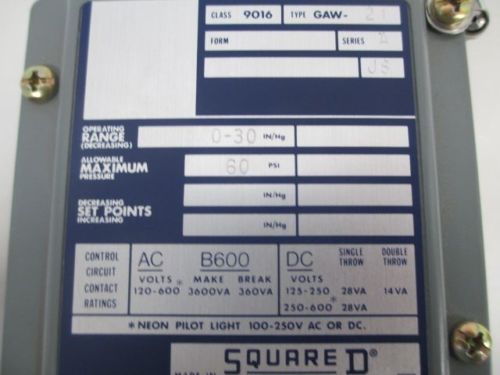 CLASS 9016 TYPE GAW-
FORM SERIES
OPERATING
RANGE 0-30 IN/Hg
(DECREASING)
ALLOWABLE
MAXIMUM 60 PSI
PRESSURE
DECREASING IN/Hg
SET POINTS
INCREASING IN/Hg
CONTROL CIRCUIT CONTACT RATINGS
AC B600 DC SINGLE THROW DOUBLE THROW
VOLTS MAKE BREAK VOLTS
120-600* 3600VA 360VA 125-250 28VA 14VA
250-600* 28VA
*NEON PILOT LIGHT 100-250V AC OR DC.
MADE IN SQUARE D®